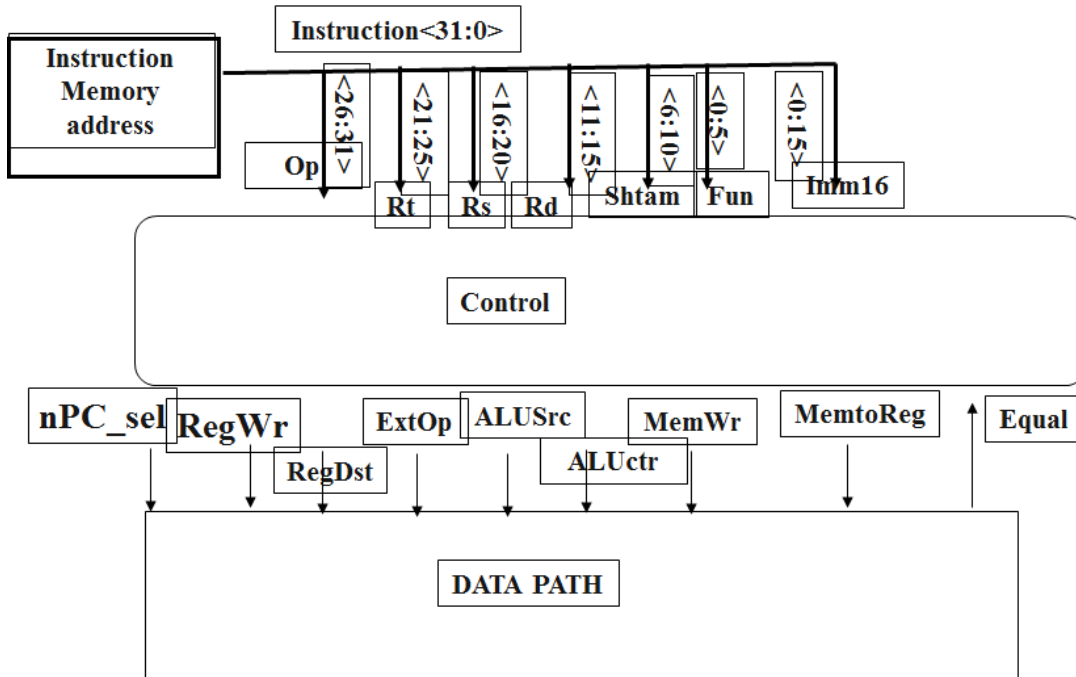 Instruction<31:0>
Instruction
Memory
address
<26:31>
<21:25>
<16:20>
<11:15>
<6:10>
<0:5>
<0:15>
Op
Rt
Rs
Rd
Shtam
Fun
Imm16
Control
nPC_sel
RegWr
RegDst
ExtOp
ALUSrc
ALUctr
MemWr
MemtoReg
Equal
DATA PATH